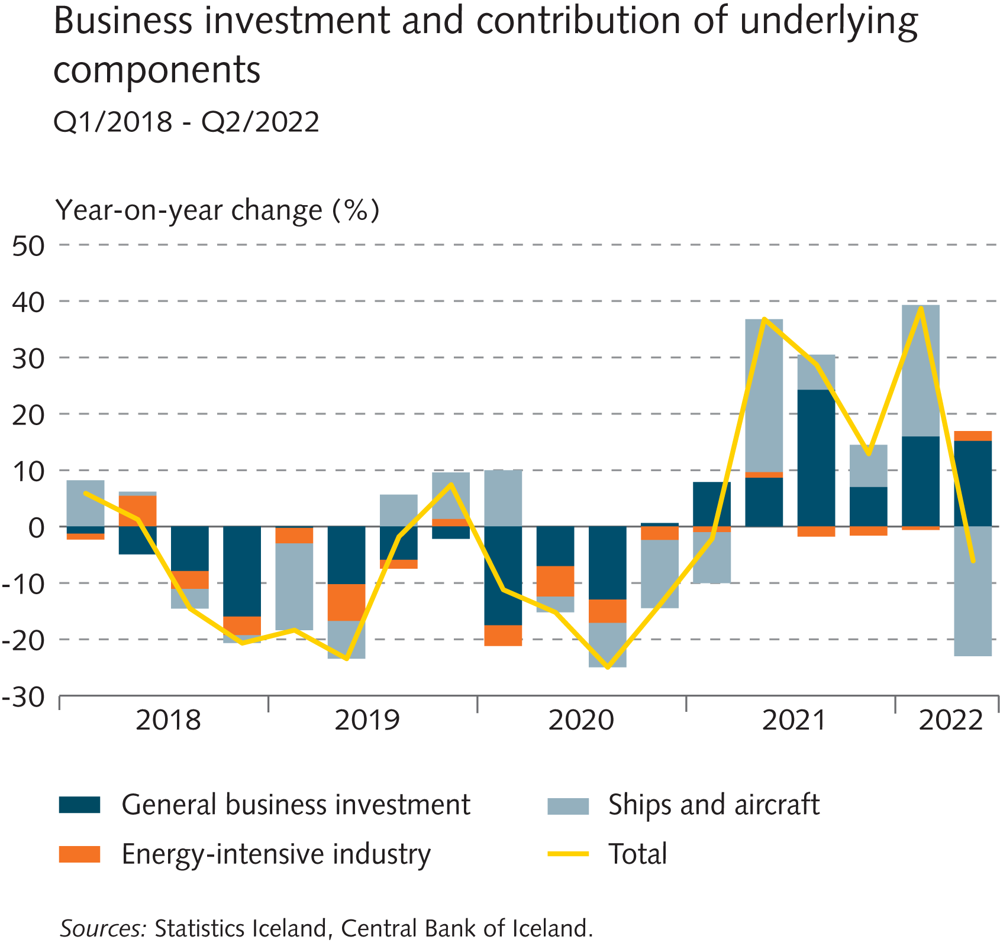 Business investment and contribution of underlying
components
Q1/2018 - Q2/2022
Year-on-year change (%)
50
40
30
20
10
0
-10
-20
-30
2018 2019 2020 2021 2022
General business investment
Ships and aircraft
Energy-intensive industry
Total
Sources: Statistics Iceland, Central Bank of Iceland.